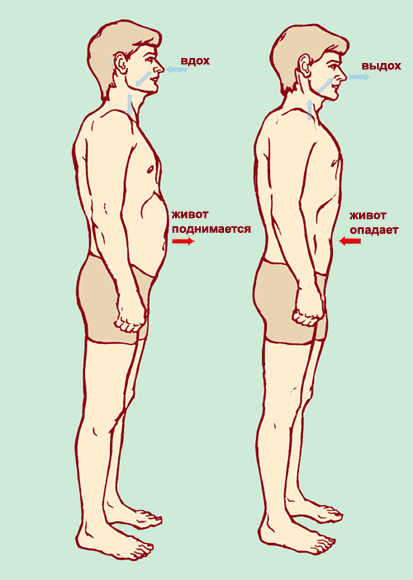 вдох
выдох
живот
поднимается
живот
опадает